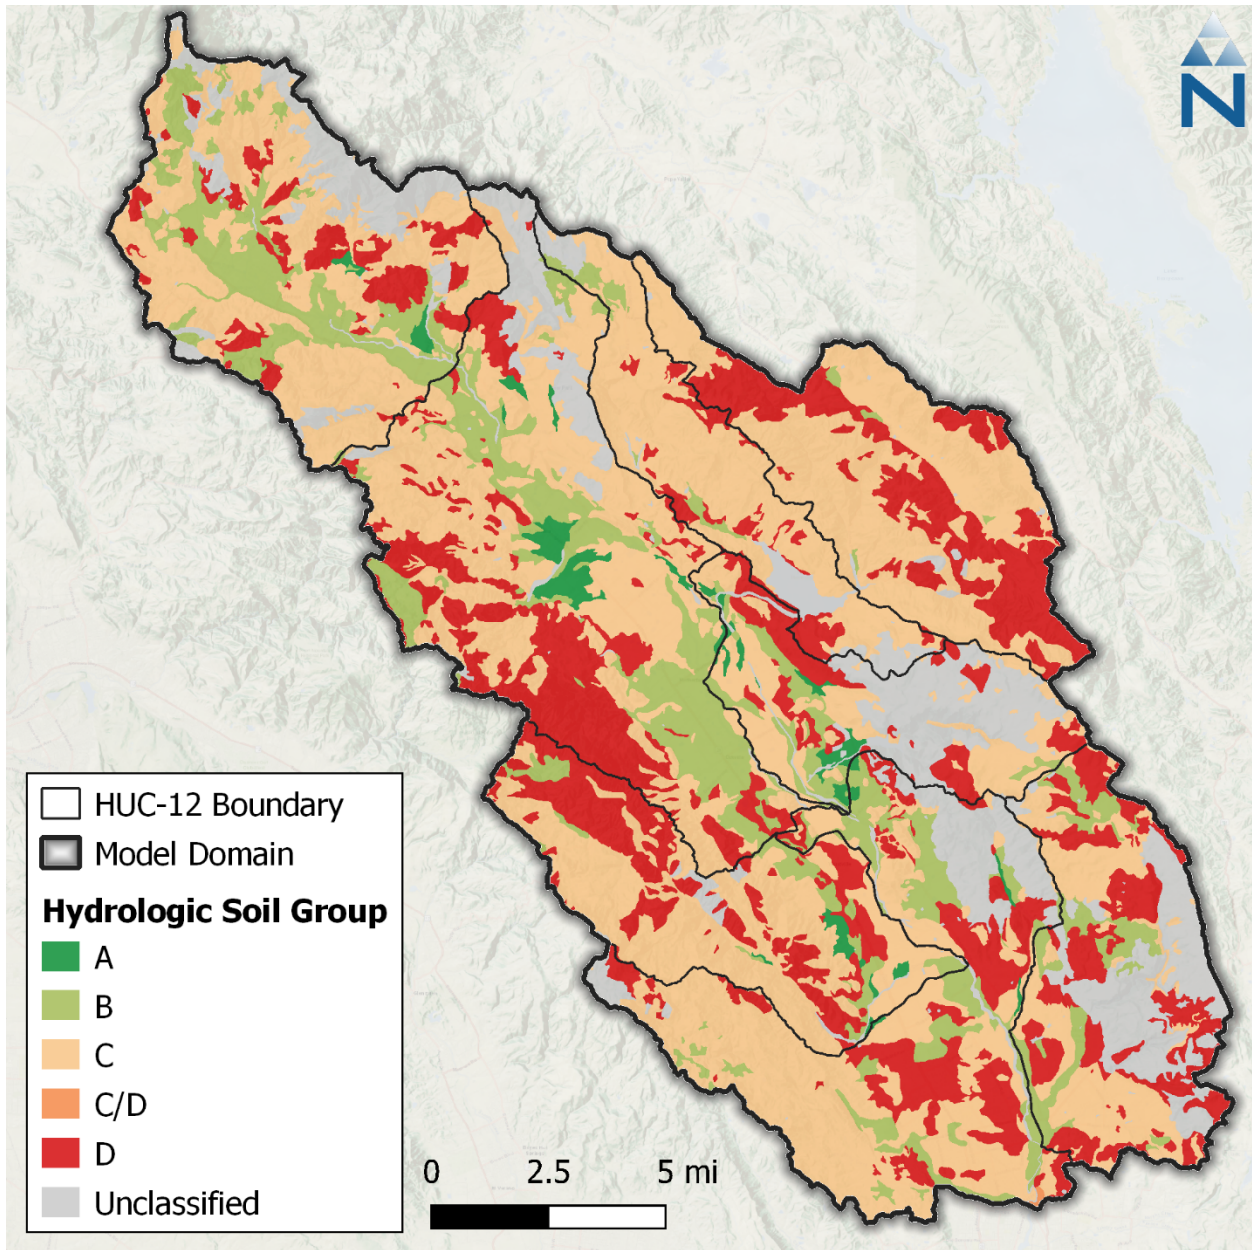 N
HUC-12 Boundary
Model Domain
Hydrologic Soil Group
A
B
C
C/D
D
Unclassified
0 2.5 5 mi